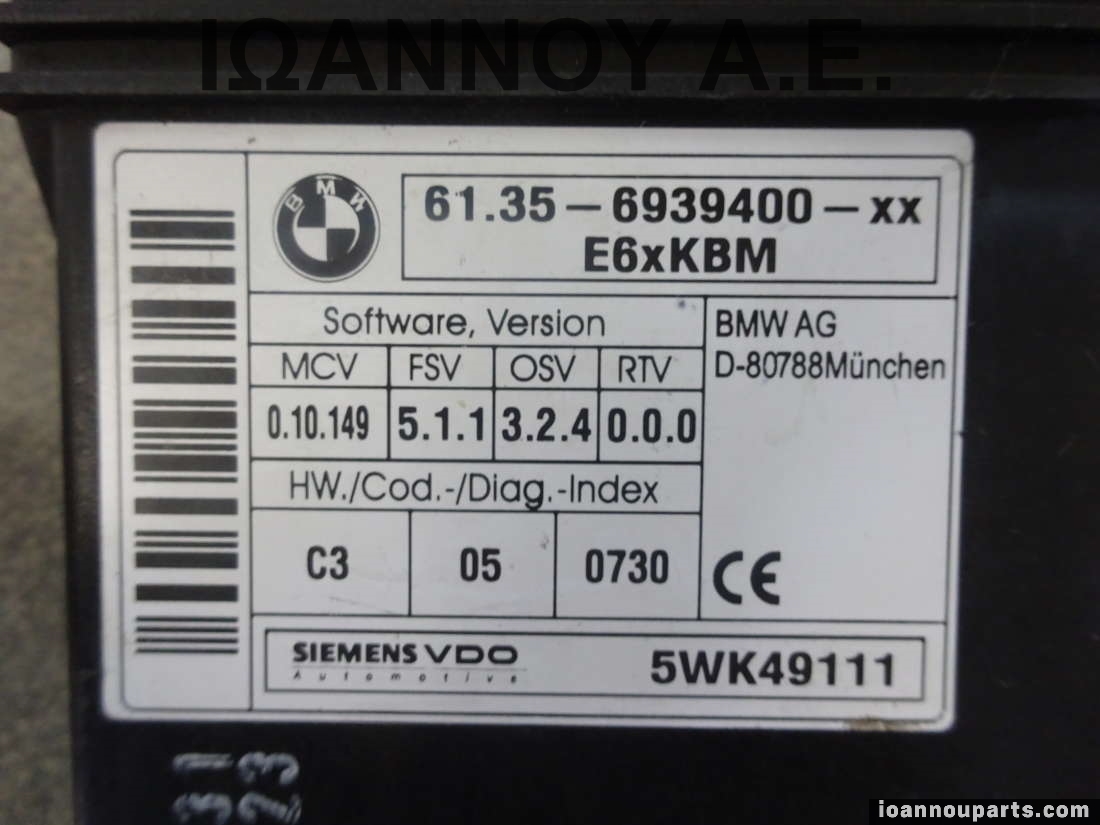 ΙΩΑΝΝΟΥ Α.Ε.
BMW
61.35-6939400-xx
E6xKBM
Software, Version
MCV FSV OSV RTV
0.10.149 5.1.1 3.2.4 0.0.0
BMW AG
D-80788München
HW./Cod.-/Diag.-Index
C3 05 0730
CE
SIEMENS VDO
Automotive
5WK49111
ioannouparts.com